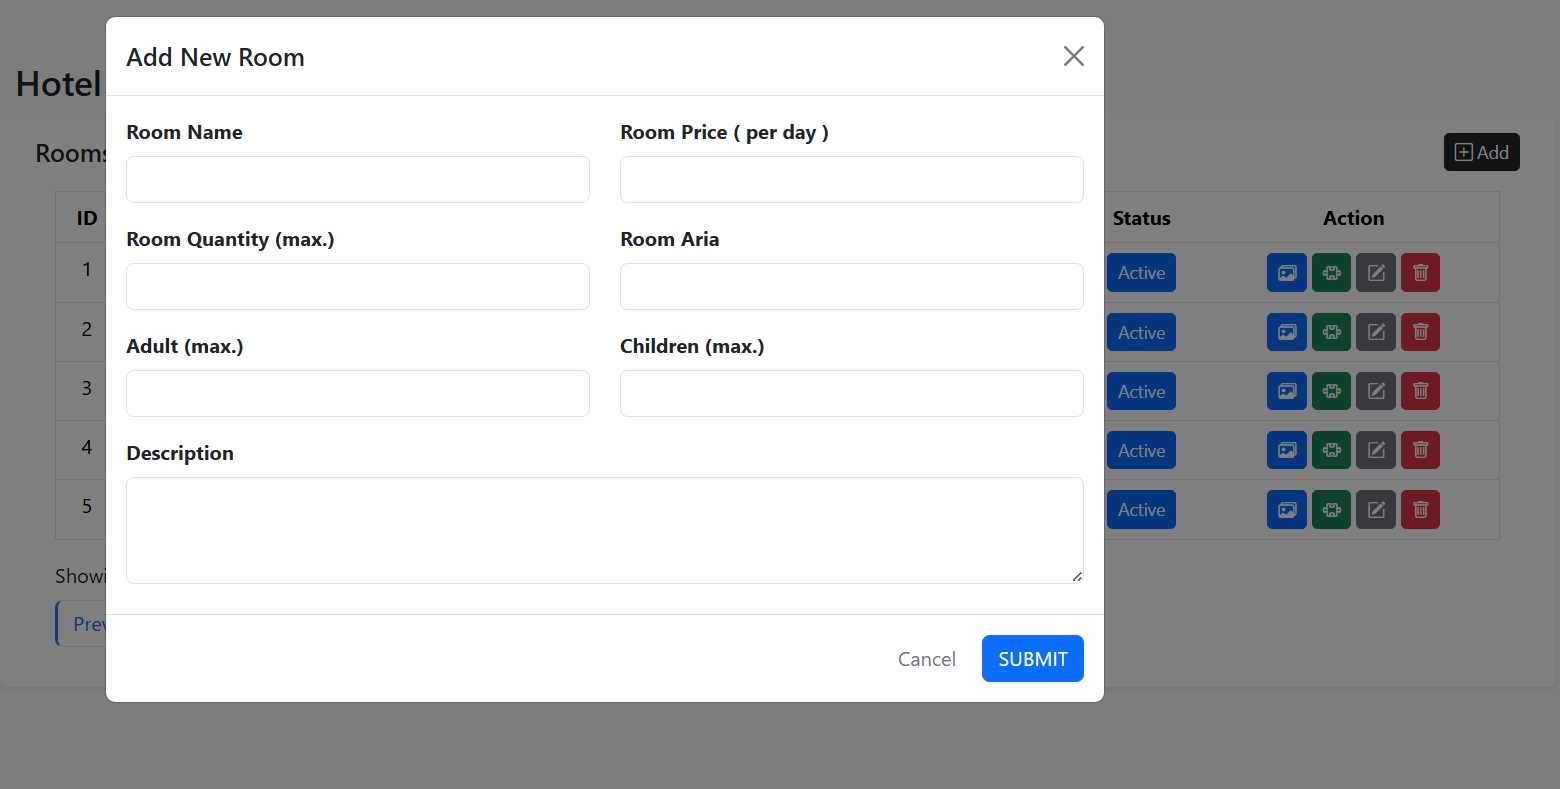 Add New Room
Hotel
Room Name
Room Price ( per day )
Rooms
Add
Room Quantity (max.)
Room Aria
ID
Status
Action
1
Active
2
Active
Adult (max.)
Children (max.)
3
Active
4
Active
Description
5
Active
Showi
Prev
Cancel
SUBMIT